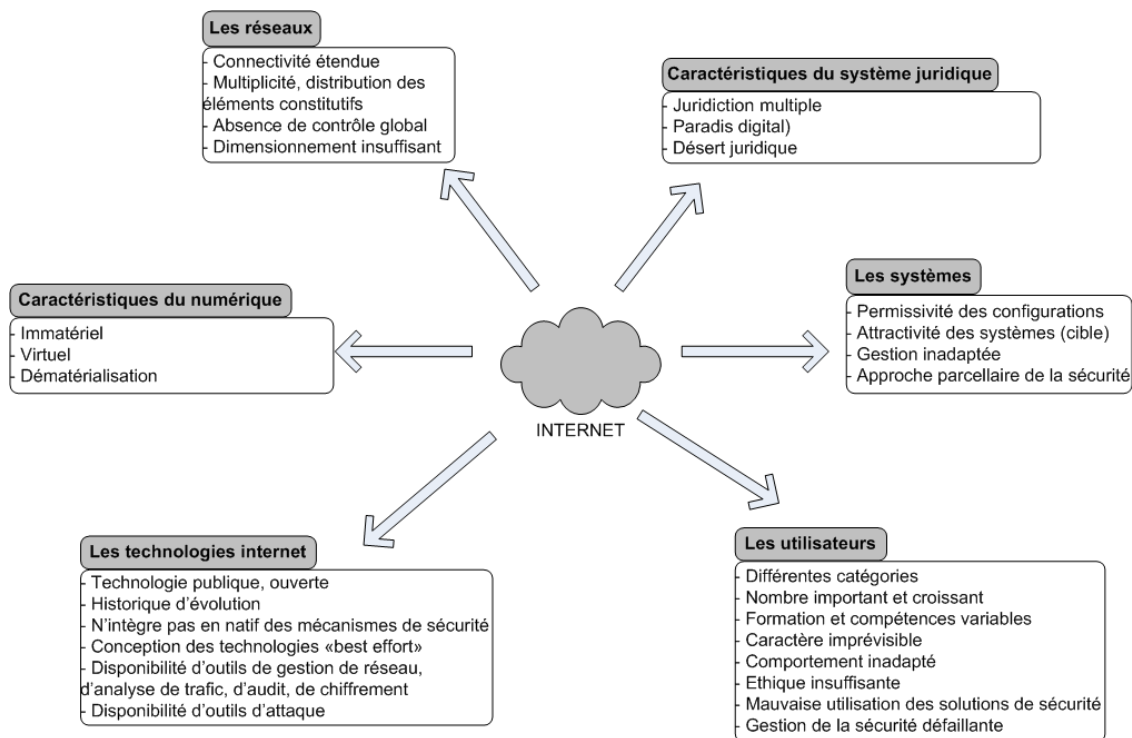 Les réseaux
- Connectivité étendue
- Multiplicité, distribution des
éléments constitutifs
- Absence de contrôle global
- Dimensionnement insuffisant
Caractéristiques du système juridique
- Juridiction multiple
- Paradis digital)
- Désert juridique
Caractéristiques du numérique
- Immatériel
- Virtuel
- Dématérialisation
Les systèmes
- Permissivité des configurations
- Attractivité des systèmes (cible)
- Gestion inadaptée
- Approche parcellaire de la sécurité
INTERNET
Les technologies internet
- Technologie publique, ouverte
- Historique d'évolution
- N'intègre pas en natif des mécanismes de sécurité
- Conception des technologies «best effort»
- Disponibilité d'outils de gestion de réseau,
d'analyse de trafic, d'audit, de chiffrement
- Disponibilité d'outils d'attaque
Les utilisateurs
- Différentes catégories
- Nombre important et croissant
- Formation et compétences variables
- Caractère imprévisible
- Comportement inadapté
- Ethique insuffisante
- Mauvaise utilisation des solutions de sécurité
- Gestion de la sécurité défaillante